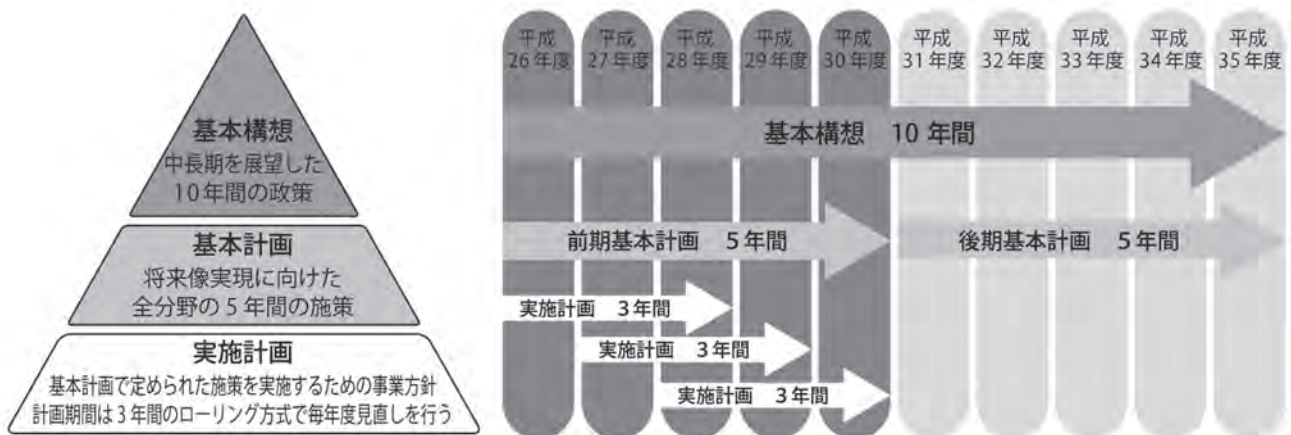 基本構想
中長期を展望した
10年間の政策
基本計画
将来像実現に向けた
全分野の5年間の施策
実施計画
基本計画で定められた施策を実施するための事業方針
計画期間は3年間のローリング方式で毎年度見直しを行う
平成
26年度
平成
27年度
平成
28年度
平成
29年度
平成
30年度
平成
31年度
平成
32年度
平成
33年度
平成
34年度
平成
35年度
基本構想 10年間
前期基本計画 5年間
後期基本計画 5年間
実施計画 3年間
実施計画 3年間
実施計画 3年間